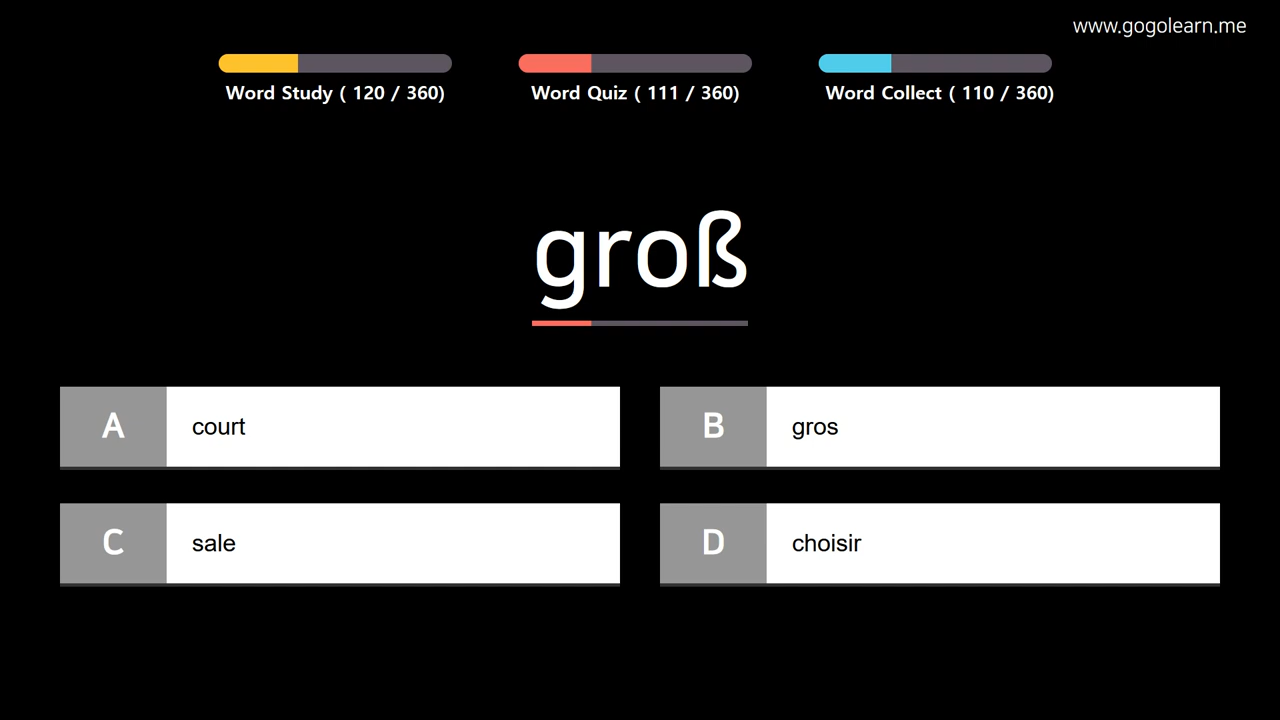 www.gogolearn.me
Word Study ( 120 / 360)
Word Quiz ( 111 / 360)
Word Collect ( 110 / 360)
groß
A court
B gros
C sale
D choisir